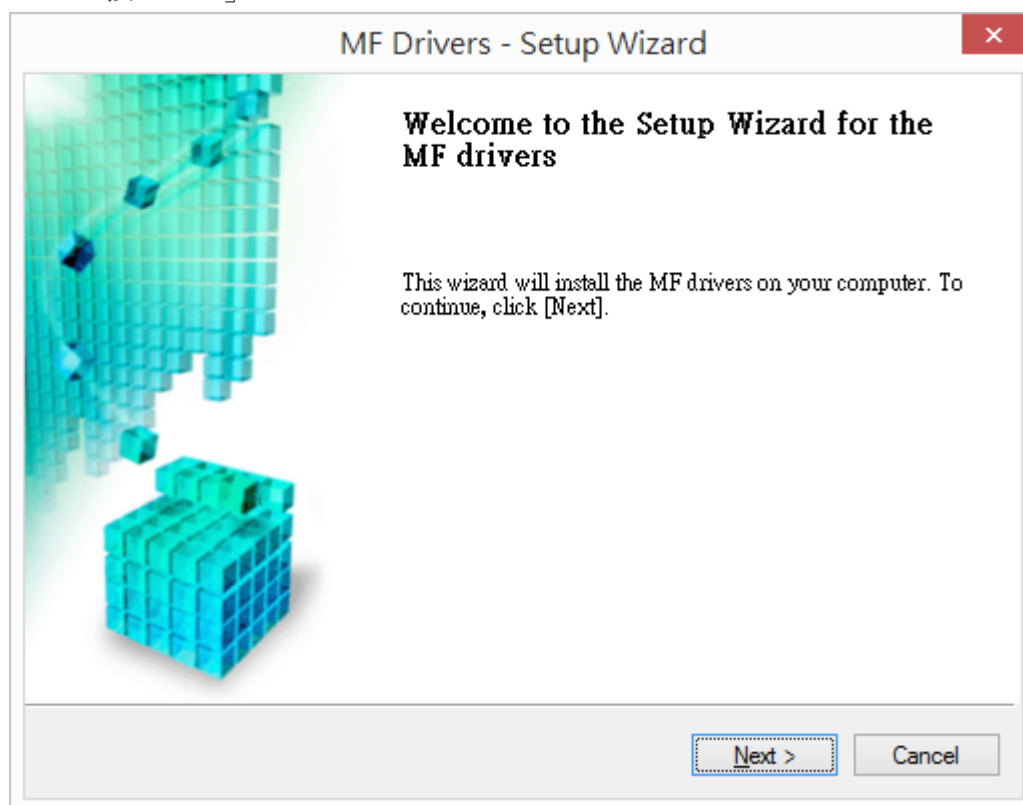 MF Drivers - Setup Wizard
Welcome to the Setup Wizard for the
MF drivers
This wizard will install the MF drivers on your computer. To
continue, click [Next].
Next >
Cancel